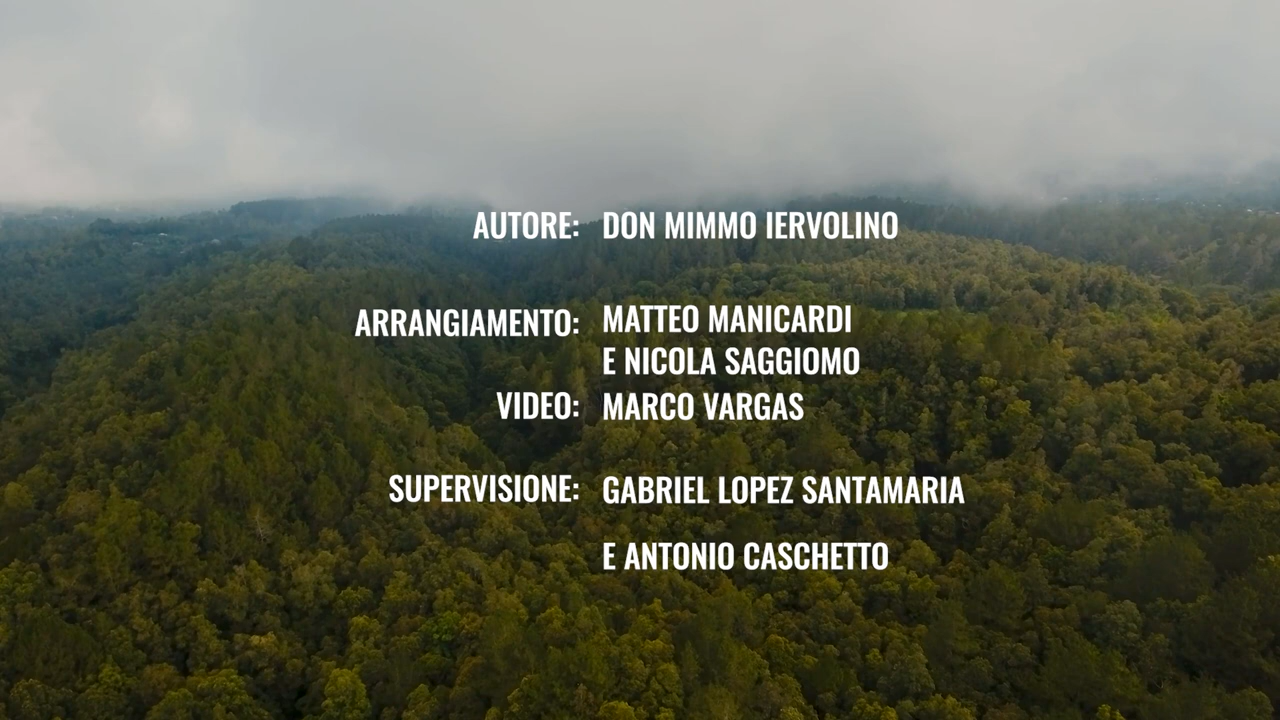 AUTORE: DON MIMMO IERVOLINO
ARRANGIAMENTO: MATTEO MANICARDI
E NICOLA SAGGIOMO
VIDEO: MARCO VARGAS
SUPERVISIONE: GABRIEL LOPEZ SANTAMARIA
E ANTONIO CASCHETTO